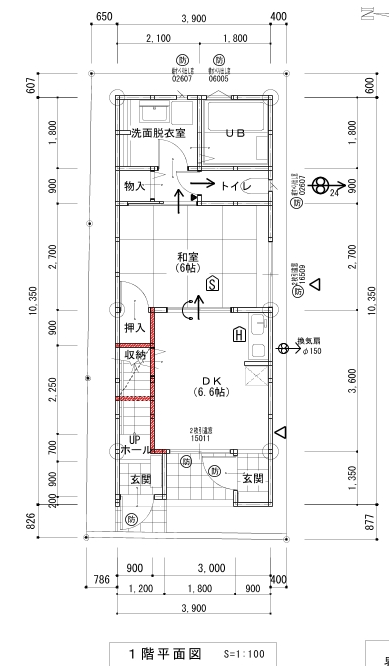 650 3,900 400
2,100 1,800
防 防
02607 06005
607 600
洗面脱衣室 UB
1,800 1,800
物入 トイレ
900 02607 24 900
防
和室
(6帖)
2,700 S 2,700
16509
防
10,350 10,350
押入
900 H 換気扇
φ150
収納
DK
(6.6帖)
2,250 3,600
2枚引違窓
15011
UP
ホール
700
防 防
玄関 玄関
900 1,350
200
防
826 877
786 900 3,000 400
1,200 1,800 900
3,900
1階平面図 S=1:100